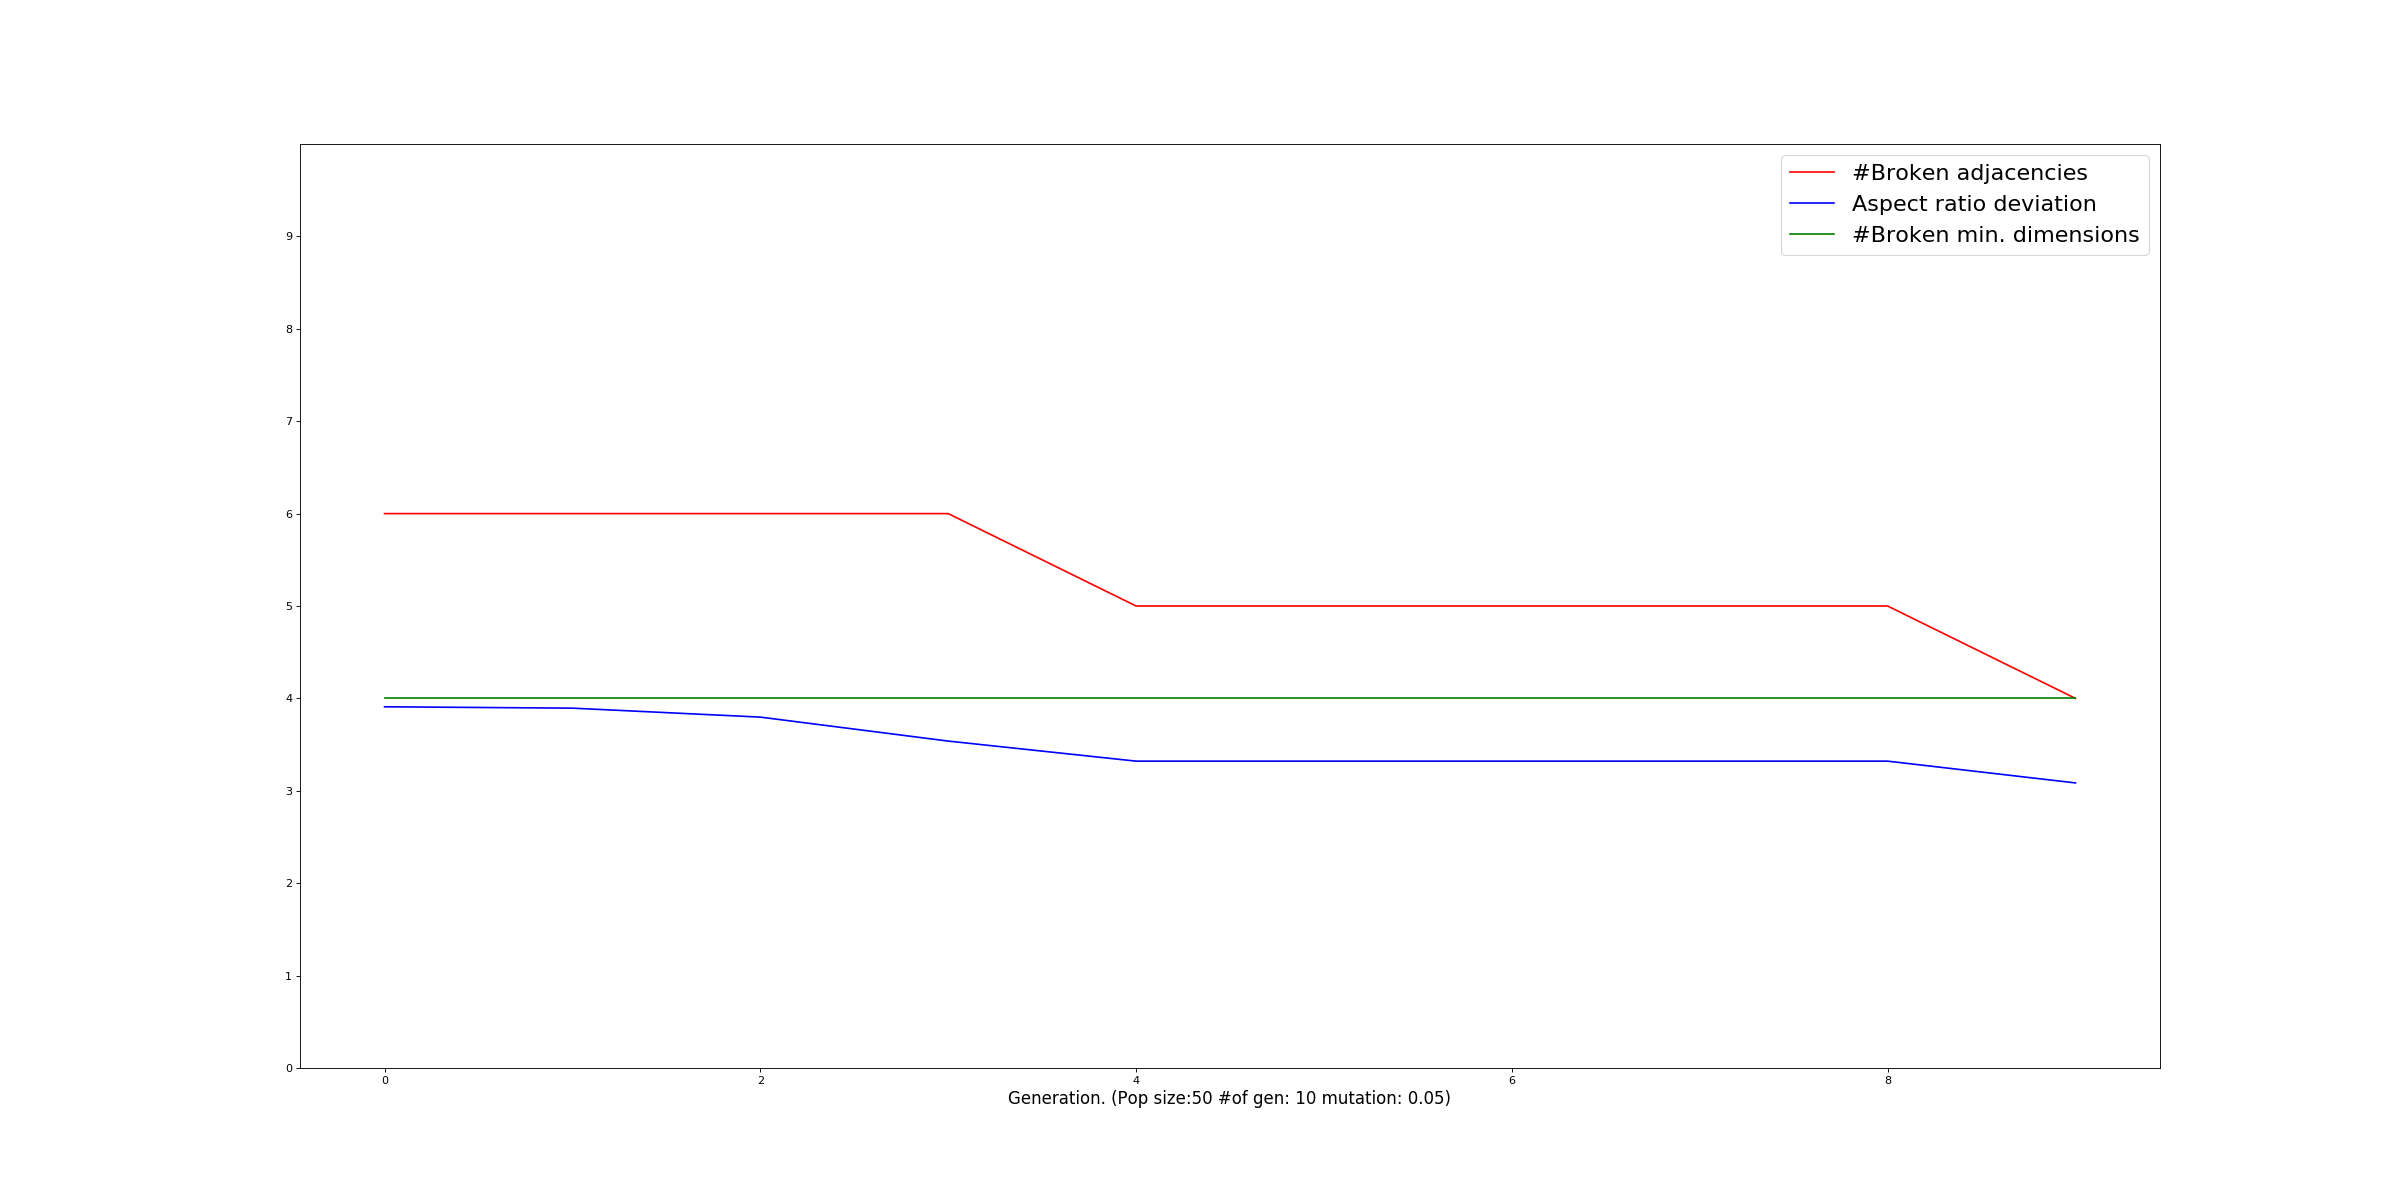 #Broken adjacencies
Aspect ratio deviation
#Broken min. dimensions
9
8
7
6
5
4
3
2
1
0
0 2 4 6 8
Generation. (Pop size:50 #of gen: 10 mutation: 0.05)